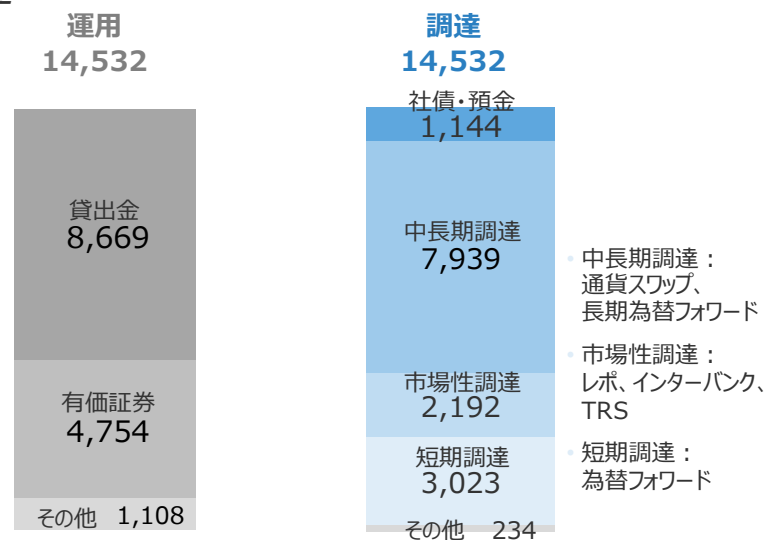 運用
14,532
貸出金
8,669
有価証券
4,754
その他 1,108
調達
14,532
社債・預金
1,144
中長期調達
7,939
市場性調達
2,192
短期調達
3,023
その他 234
• 中長期調達：
通貨スワップ、
長期為替フォワード
• 市場性調達：
レポ、インターバンク、
TRS
• 短期調達：
為替フォワード